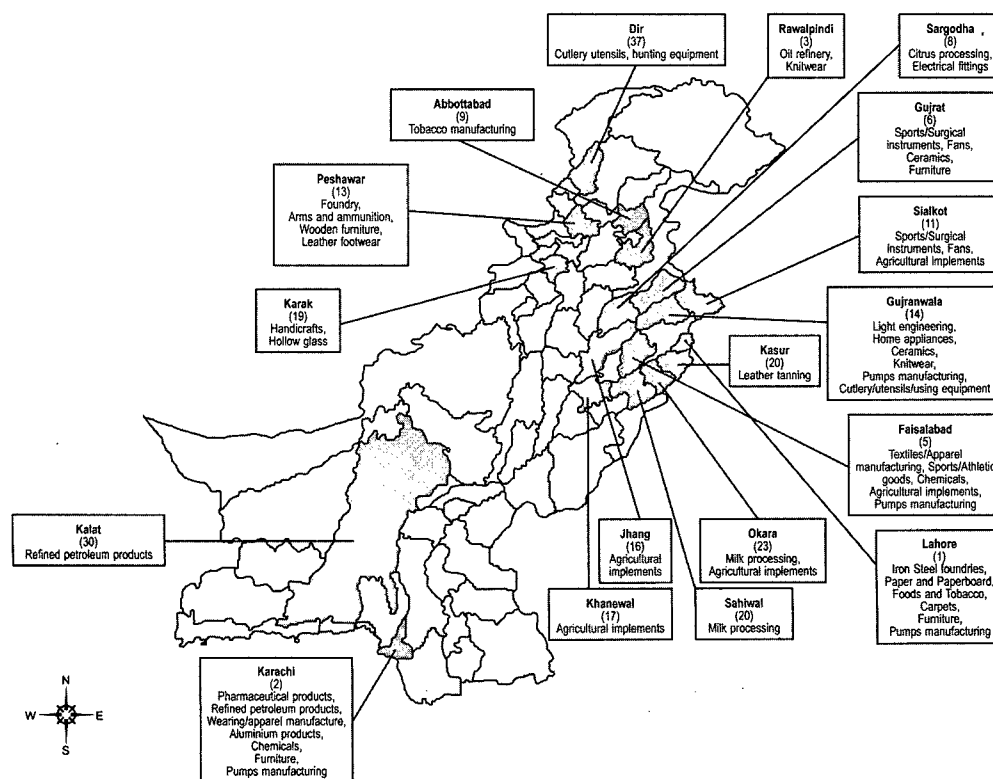 Dir
(37)
Cutlery utensils, hunting equipment
Rawalpindi
(3)
Oil refinery,
Knitwear
Sargodha
(8)
Citrus processing,
Electrical fittings
Abbottabad
(9)
Tobacco manufacturing
Gujrat
(6)
Sports/Surgical
instruments, Fans,
Ceramics,
Furniture
Peshawar
(13)
Foundry,
Arms and ammunition,
Wooden furniture,
Leather footwear
Sialkot
(11)
Sports/Surgical
Instruments, Fans,
Agricultural implements
Karak
(19)
Handicrafts,
Hollow glass
Gujranwala
(14)
Light engineering,
Home appliances,
Ceramics,
Knitwear,
Pumps manufacturing,
Cutlery/utensils/using equipment
Kasur
(20)
Leather tanning
Faisalabad
(5)
Textiles/Apparel
manufacturing, Sports/Athletic
goods, Chemicals,
Agricultural implements,
Pumps manufacturing
Kalat
(30)
Refined petroleum products
Jhang
(16)
Agricultural
implements
Okara
(23)
Milk processing,
Agricultural implements
Lahore
(1)
Iron Steel foundries,
Paper and Paperboard,
Foods and Tobacco,
Carpets,
Furniture,
Pumps manufacturing
Khanewal
(17)
Agricultural implements
Sahiwal
(20)
Milk processing
Karachi
(2)
Pharmaceutical products,
Refined petroleum products,
Wearing/apparel manufacture,
Aluminium products,
Chemicals,
Furniture,
Pumps manufacturing
N
W E
S